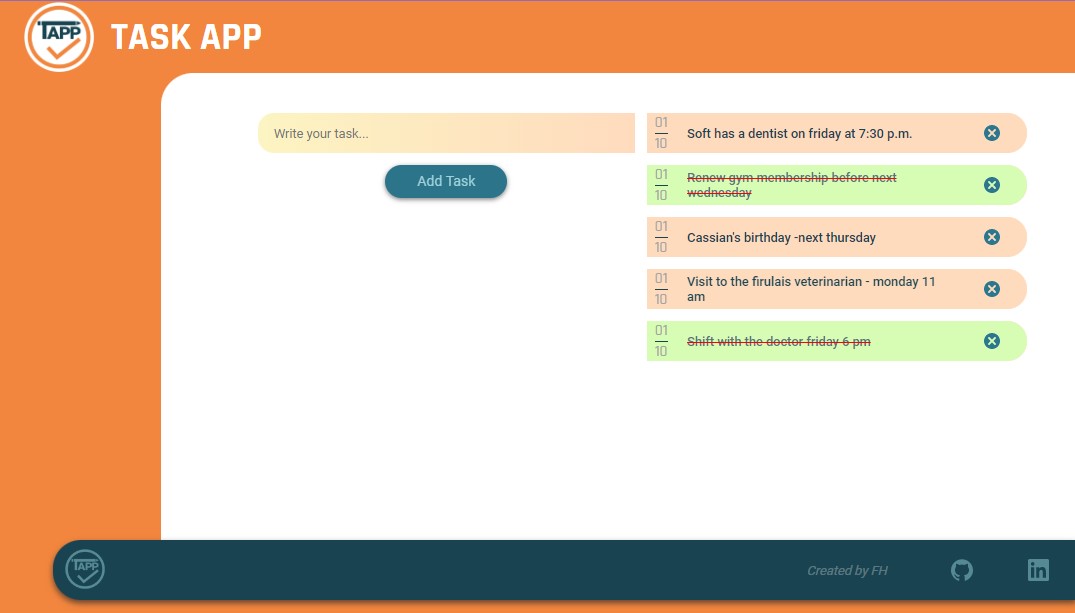 TAPP
TASK APP
Write your task...
Add Task
01
10
Soft has a dentist on friday at 7:30 p.m.
01
10
Renew gym membership before next
wednesday
01
10
Cassian's birthday -next thursday
01
10
Visit to the firulais veterinarian - monday 11
am
01
10
Shift with the doctor friday 6 pm
TAPP
Created by FH
in